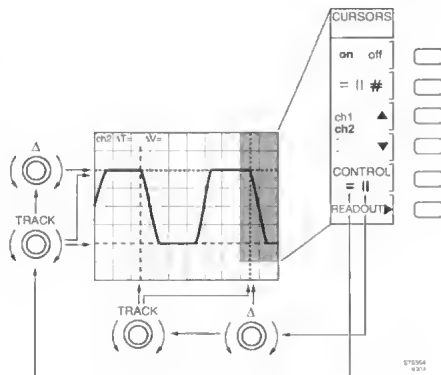 CURSORS
on off
= || #
ch1 ▲
ch2
: ▼
CONTROL
= ||
READOUT▶
ch2 ΔT= ΔV=
Δ
TRACK
TRACK
Δ